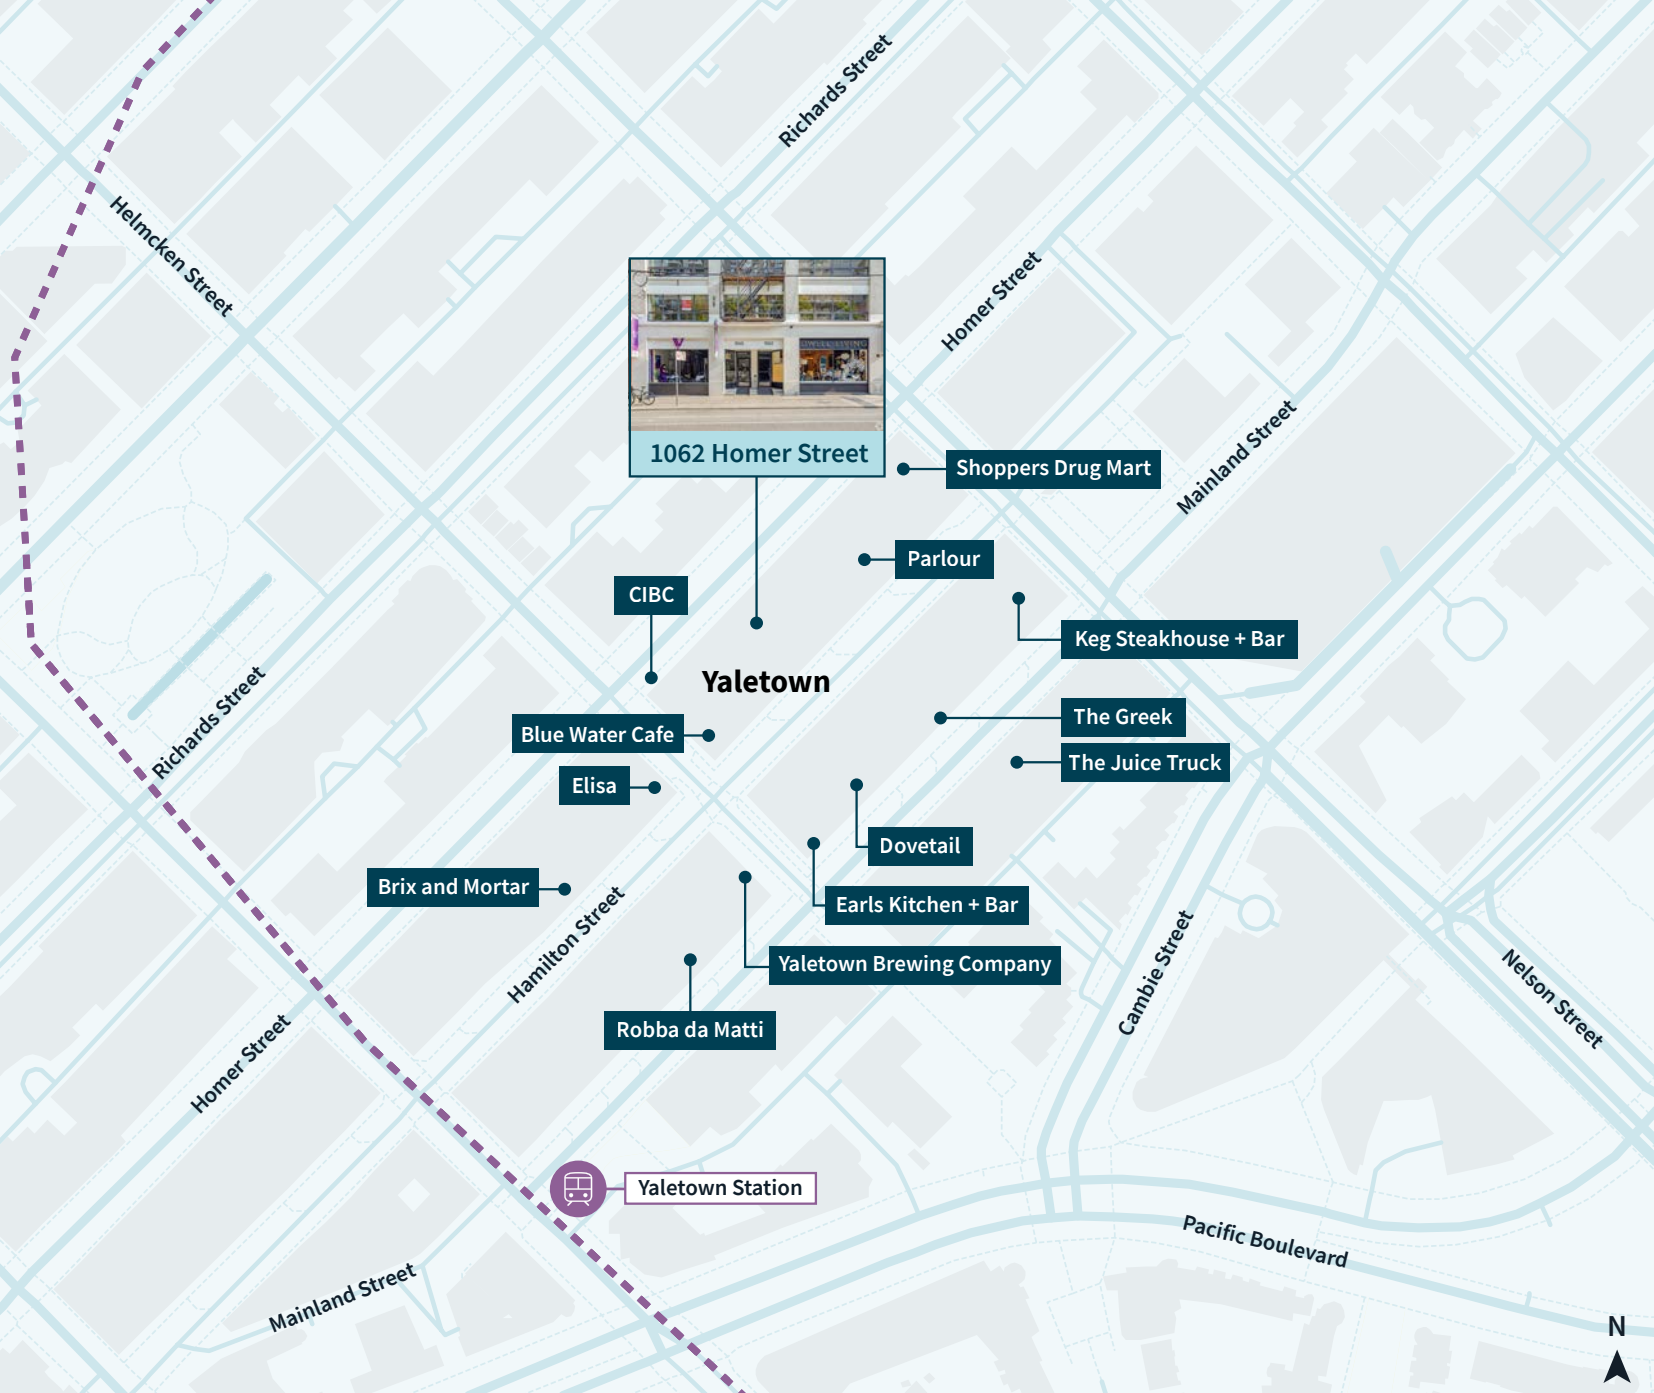 Richards Street
Helmcken Street
Homer Street
1062 Homer Street
Mainland Street
Shoppers Drug Mart
Parlour
CIBC
Keg Steakhouse + Bar
Yaletown
Richards Street
Blue Water Cafe
The Greek
The Juice Truck
Elisa
Dovetail
Brix and Mortar
Earls Kitchen + Bar
Hamilton Street
Cambie Street
Yaletown Brewing Company
Nelson Street
Robba da Matti
Homer Street
Yaletown Station
Pacific Boulevard
Mainland Street
N